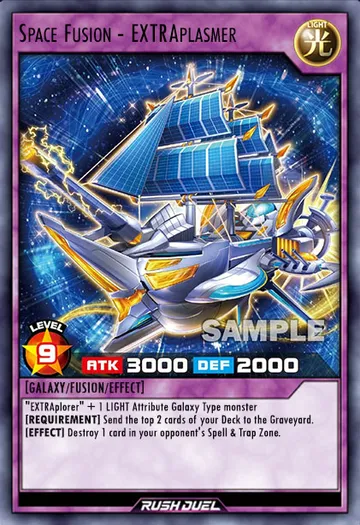 SPACE FUSION - EXTRAPLASMER
LIGHT
光
SAMPLE
LEVEL
9
ATK 3000 DEF 2000
[GALAXY/FUSION/EFFECT]
"EXTRAplorer" + 1 LIGHT Attribute Galaxy Type monster
[REQUIREMENT] Send the top 2 cards of your Deck to the Graveyard.
[EFFECT] Destroy 1 card in your opponent's Spell & Trap Zone.
RUSH DUEL